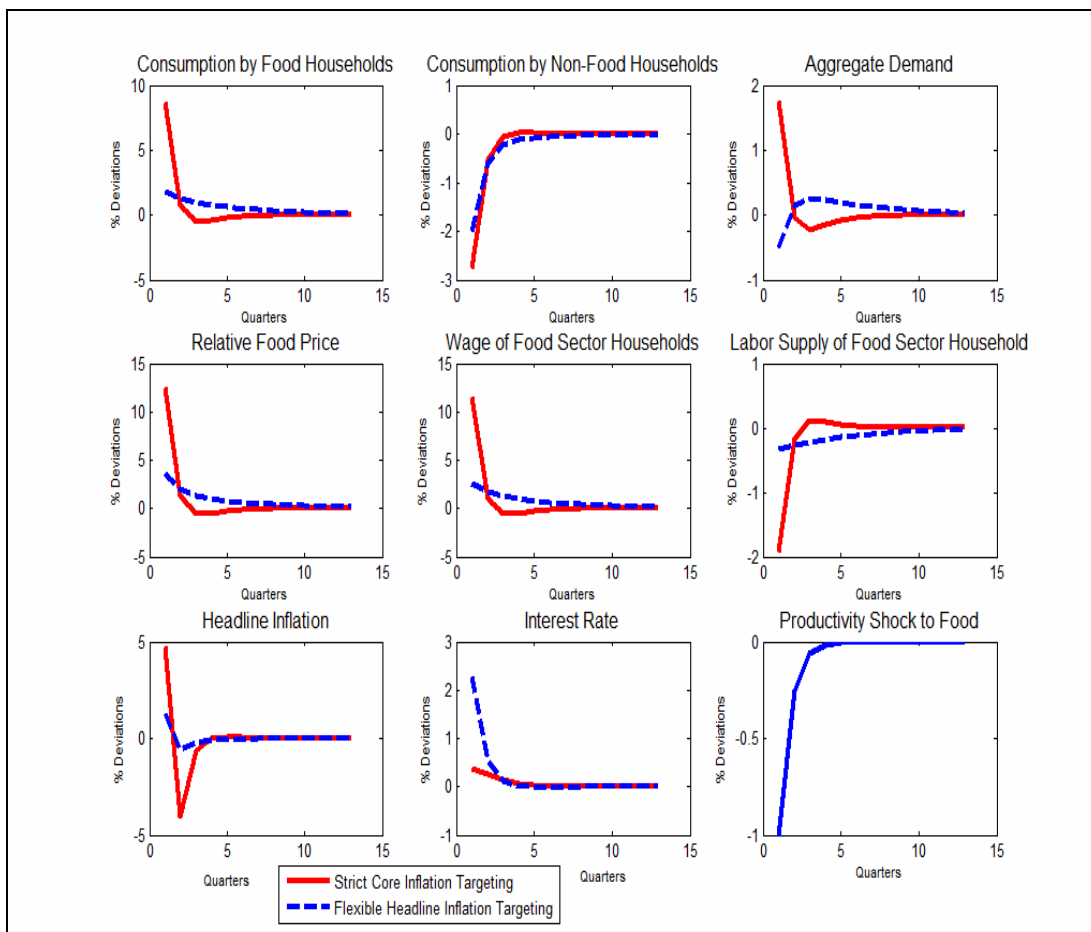 Consumption by Food Households
Consumption by Non-Food Households
Aggregate Demand
% Deviations
10
5
0
-5
0
5
10
15
Quarters
% Deviations
1
0
-1
-2
-3
0
5
10
15
Quarters
% Deviations
2
1
0
-1
0
5
10
15
Quarters
Relative Food Price
Wage of Food Sector Households
Labor Supply of Food Sector Household
% Deviations
15
10
5
0
-5
0
5
10
15
Quarters
% Deviations
15
10
5
0
-5
0
5
10
15
Quarters
% Deviations
1
0
-1
-2
0
5
10
15
Quarters
Headline Inflation
Interest Rate
Productivity Shock to Food
% Deviations
5
0
-5
0
5
10
15
Quarters
% Deviations
3
2
1
0
-1
0
5
10
15
Quarters
% Deviations
0
-0.5
-1
0
5
10
15
Quarters
Strict Core Inflation Targeting
Flexible Headline Inflation Targeting